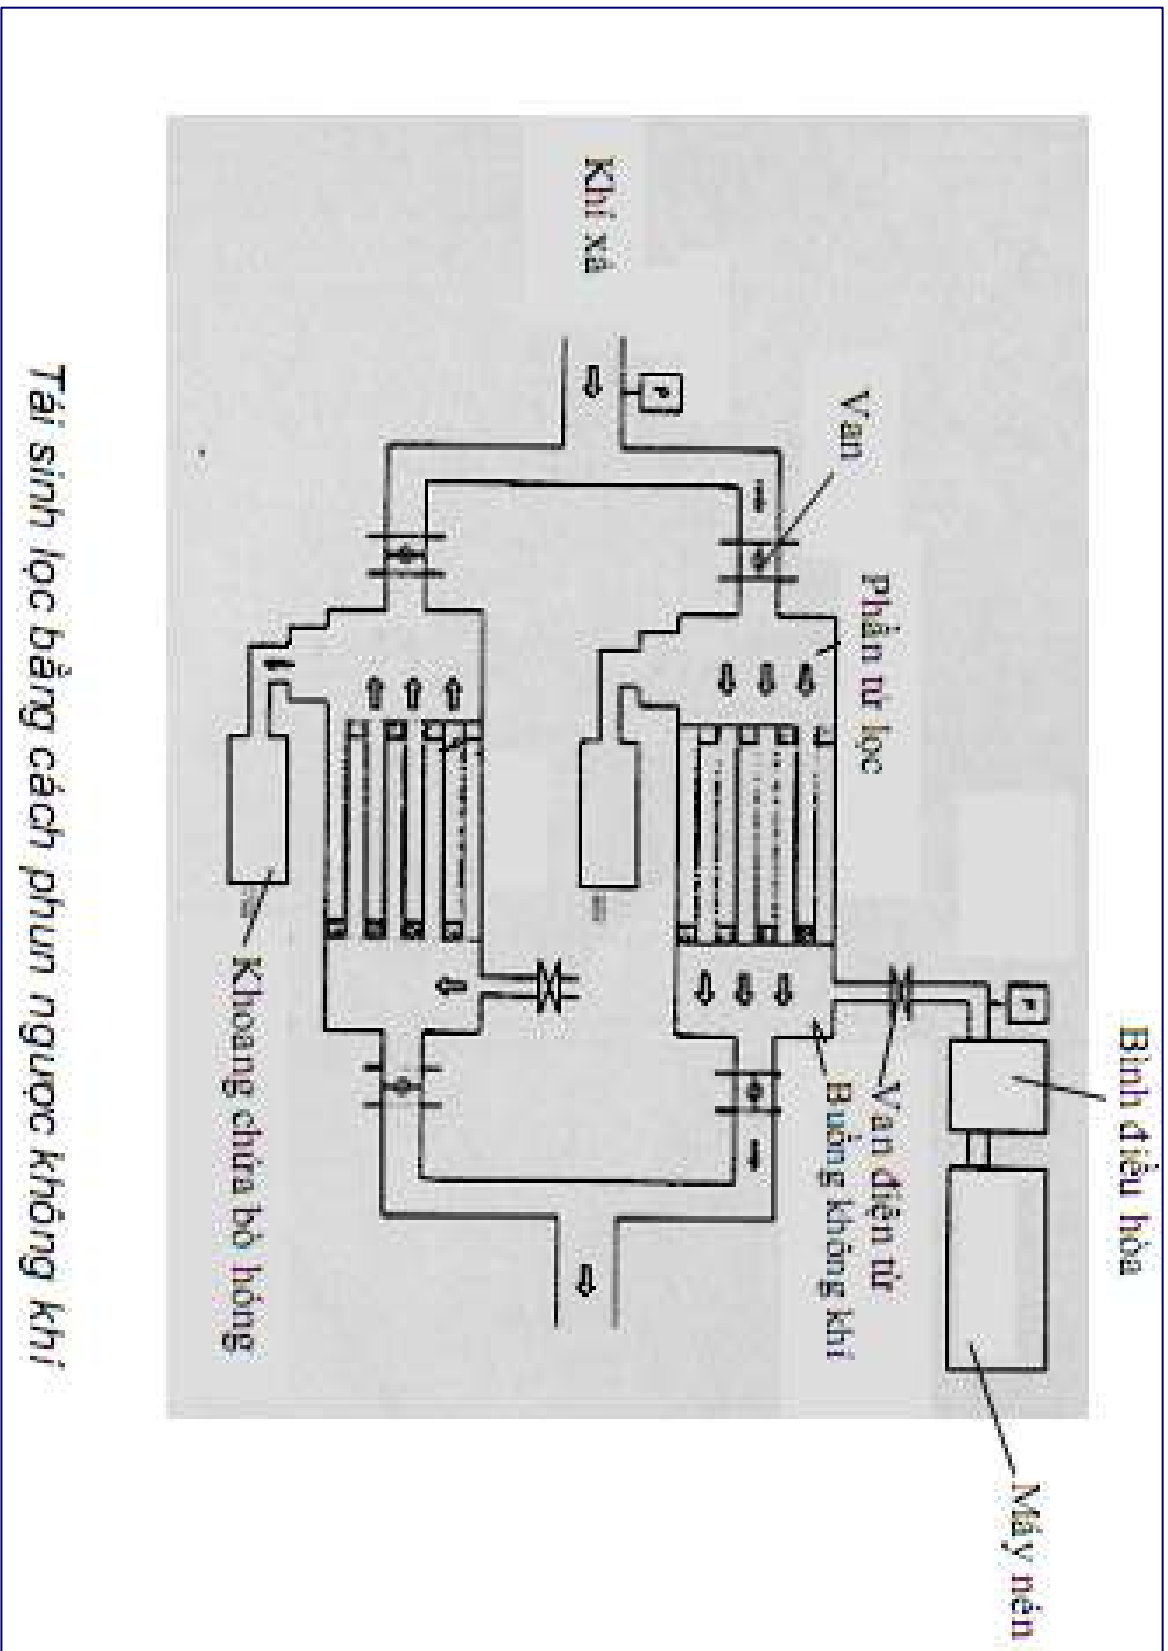 Bình điều hòa
Máy nén
P
Van điện từ
Buồng không khí
Van
Phần tử lọc
P
Khí xả
Khoang chứa bồ hóng
Tái sinh lọc bằng cách phun ngược không khí